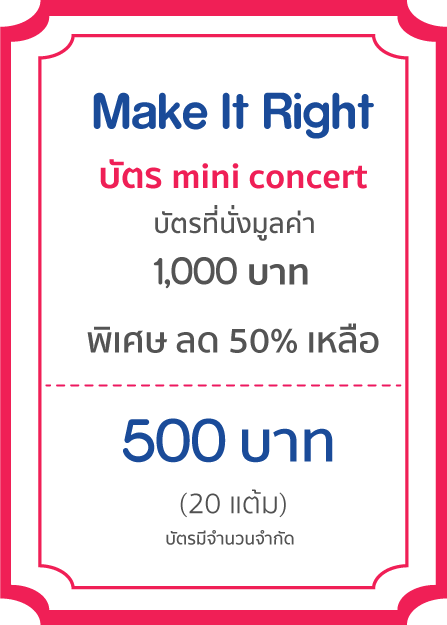 Make It Right
บัตร mini concert
บัตรที่นั่งมูลค่า
1,000 บาท
พิเศษ ลด 50% เหลือ
500 บาท
(20 แต้ม)
บัตรมีจำนวนจำกัด